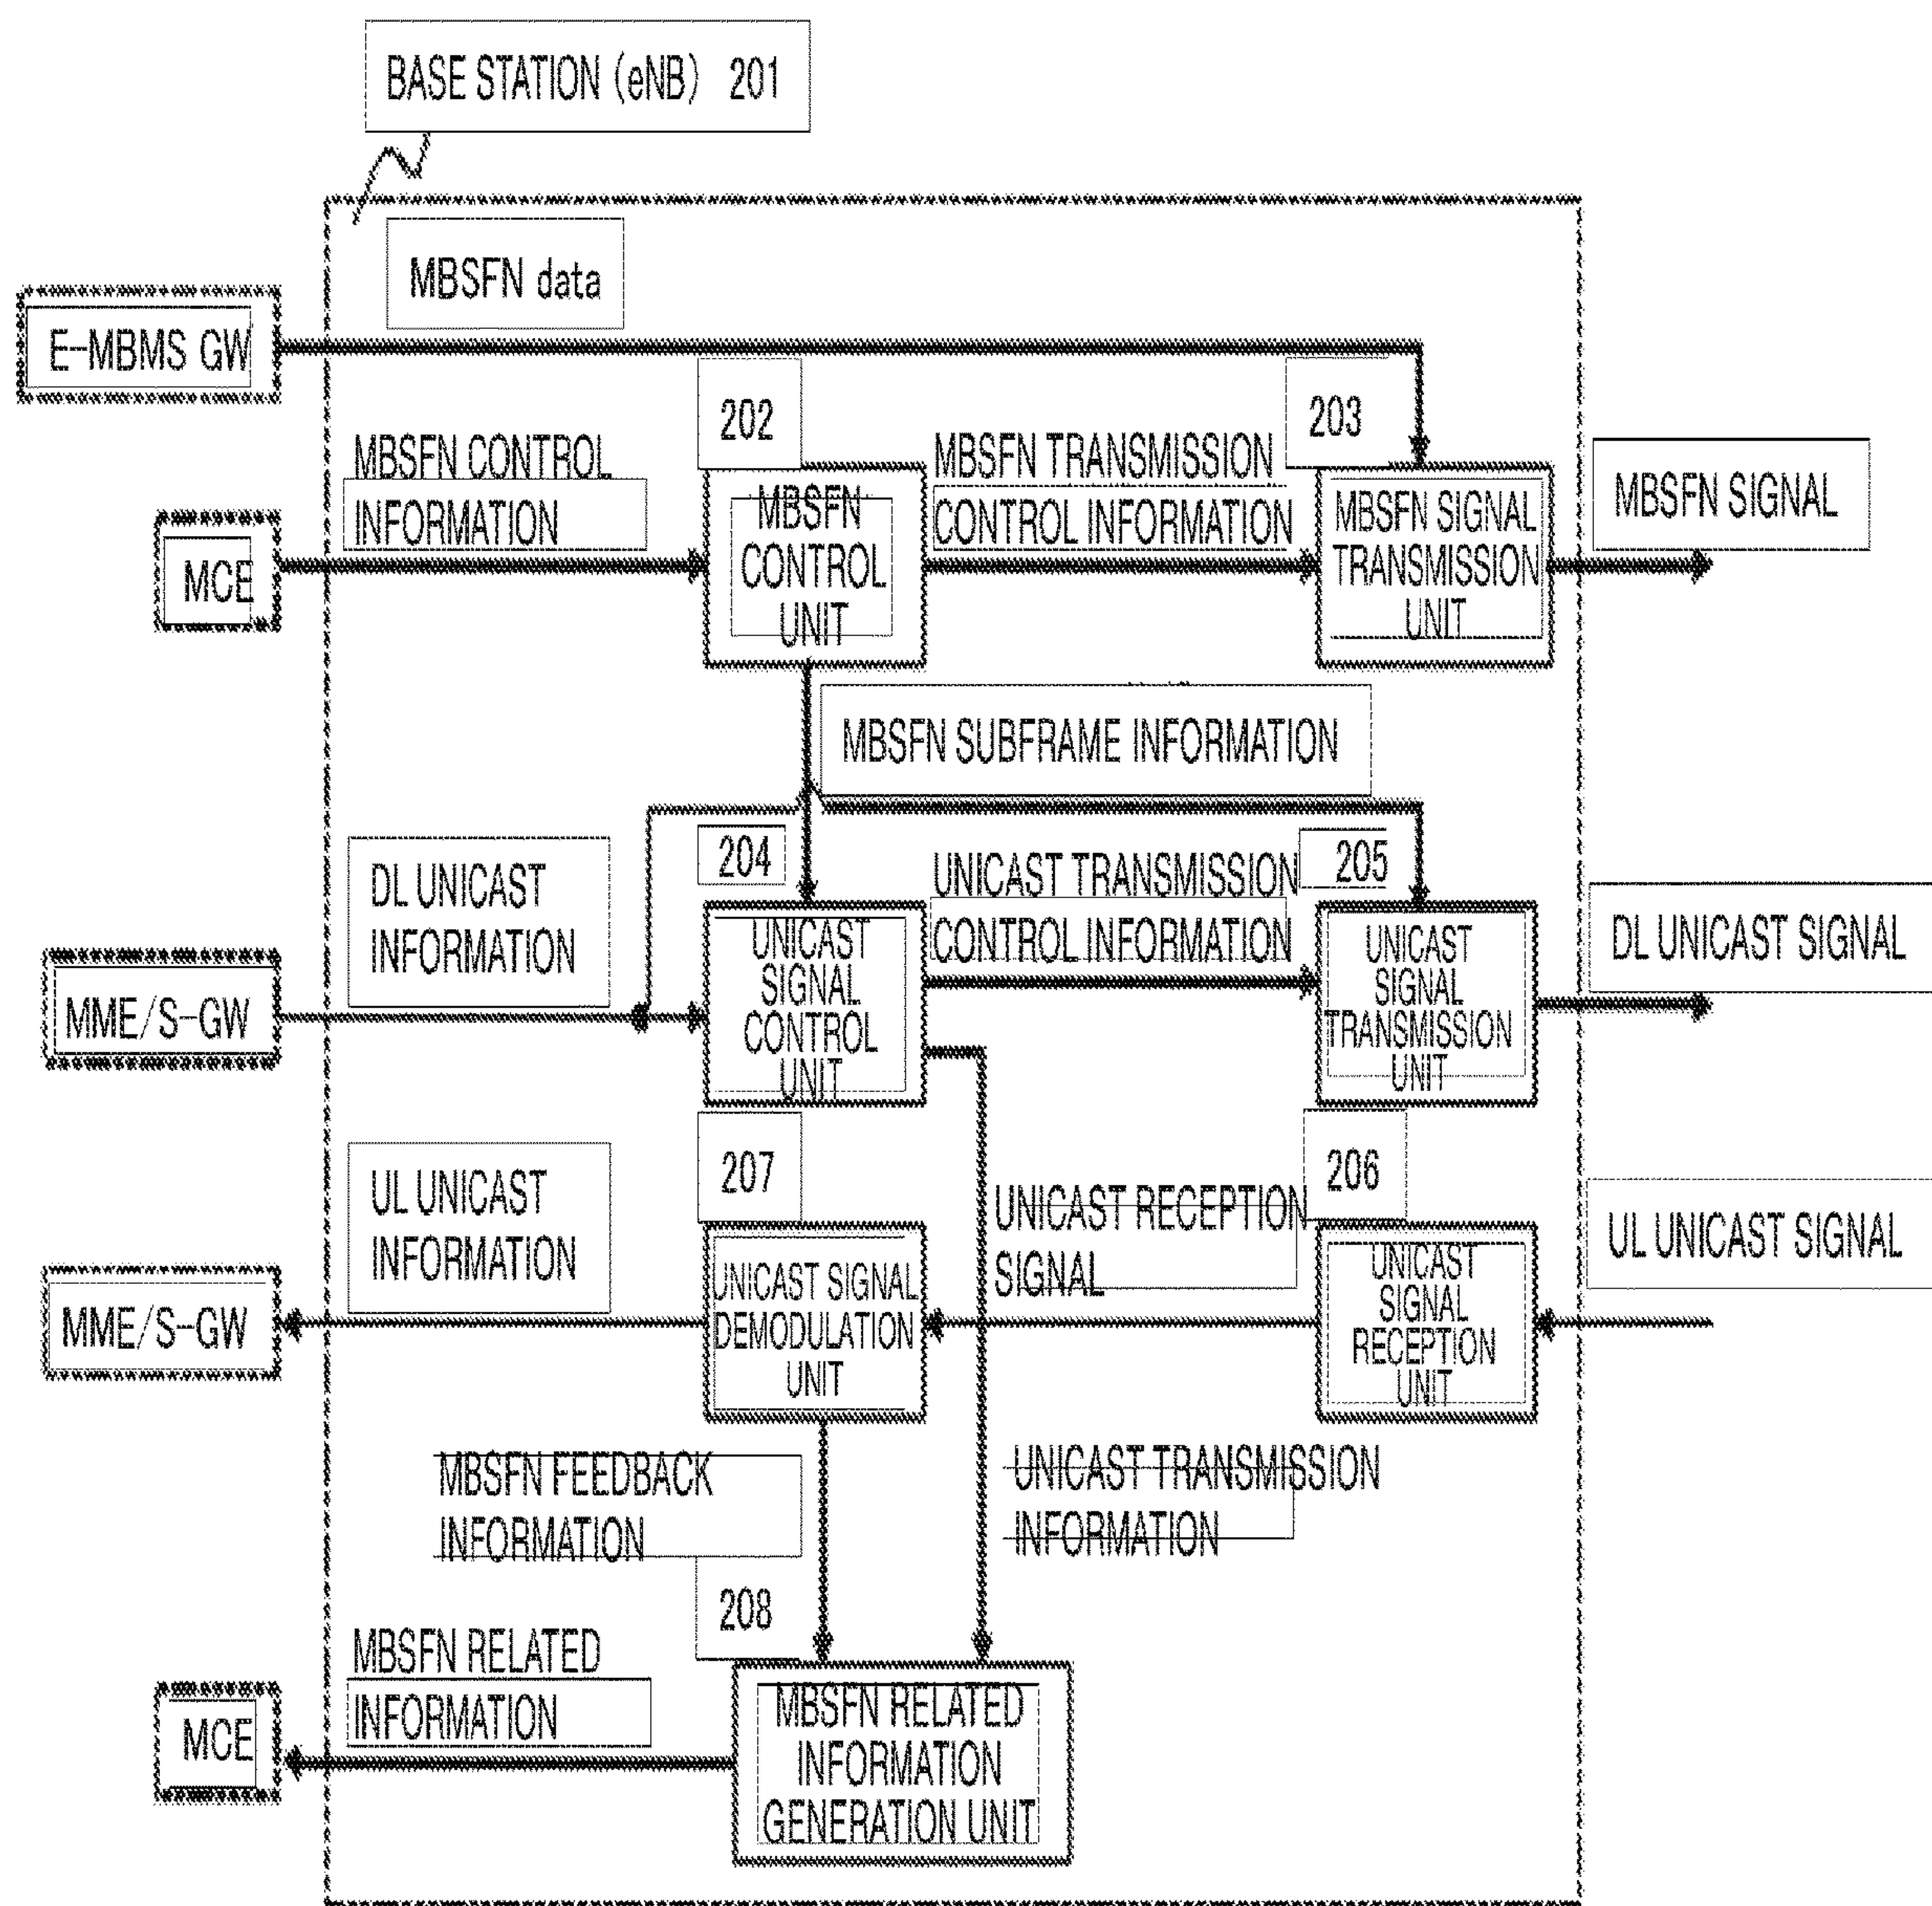 BASE STATION (eNB) 201
MBSFN data
E-MBMS GW
202
203
MBSFN CONTROL
INFORMATION
MBSFN TRANSMISSION
CONTROL INFORMATION
MBSFN SIGNAL
MCE
MBSFN
CONTROL
UNIT
MBSFN SIGNAL
TRANSMISSION
UNIT
MBSFN SUBFRAME INFORMATION
204
205
DL UNICAST
INFORMATION
UNICAST TRANSMISSION
CONTROL INFORMATION
DL UNICAST SIGNAL
MME/S-GW
UNICAST
SIGNAL
CONTROL
UNIT
UNICAST
SIGNAL
TRANSMISSION
UNIT
207
206
UL UNICAST
INFORMATION
UNICAST RECEPTION
SIGNAL
UL UNICAST SIGNAL
MME/S-GW
UNICAST SIGNAL
DEMODULATION
UNIT
UNICAST
SIGNAL
RECEPTION
UNIT
MBSFN FEEDBACK
INFORMATION
UNICAST TRANSMISSION
INFORMATION
208
MBSFN RELATED
INFORMATION
MCE
MBSFN RELATED
INFORMATION
GENERATION UNIT